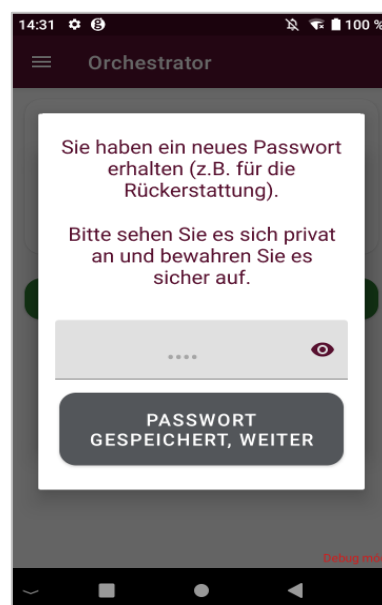 14:31 100 %
Orchestrator
Sie haben ein neues Passwort
erhalten (z.B. für die
Rückerstattung).
Bitte sehen Sie es sich privat
an und bewahren Sie es
sicher auf.
••••
PASSWORT
GESPEICHERT, WEITER
Debug